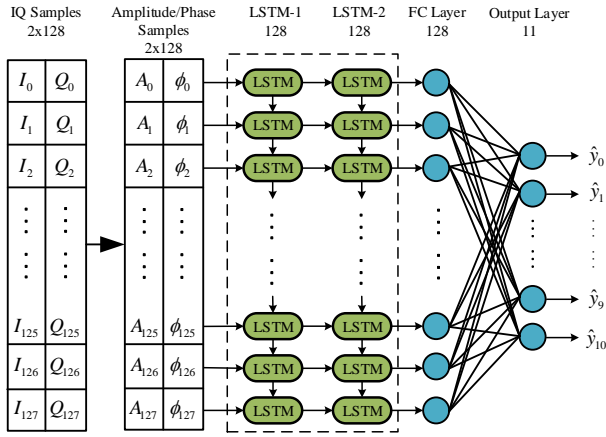 IQ Samples
2x128
Amplitude/Phase
Samples
2x128
LSTM-1
128
LSTM-2
128
FC Layer
128
Output Layer
11
I₀ Q₀ A₀ ϕ₀ LSTM LSTM
I₁ Q₁ A₁ ϕ₁ LSTM LSTM
I₂ Q₂ A₂ ϕ₂ LSTM LSTM
ŷ₀
ŷ₁
ŷ₉
ŷ₁₀
I₁₂₅ Q₁₂₅ A₁₂₅ ϕ₁₂₅ LSTM LSTM
I₁₂₆ Q₁₂₆ A₁₂₆ ϕ₁₂₆ LSTM LSTM
I₁₂₇ Q₁₂₇ A₁₂₇ ϕ₁₂₇ LSTM LSTM